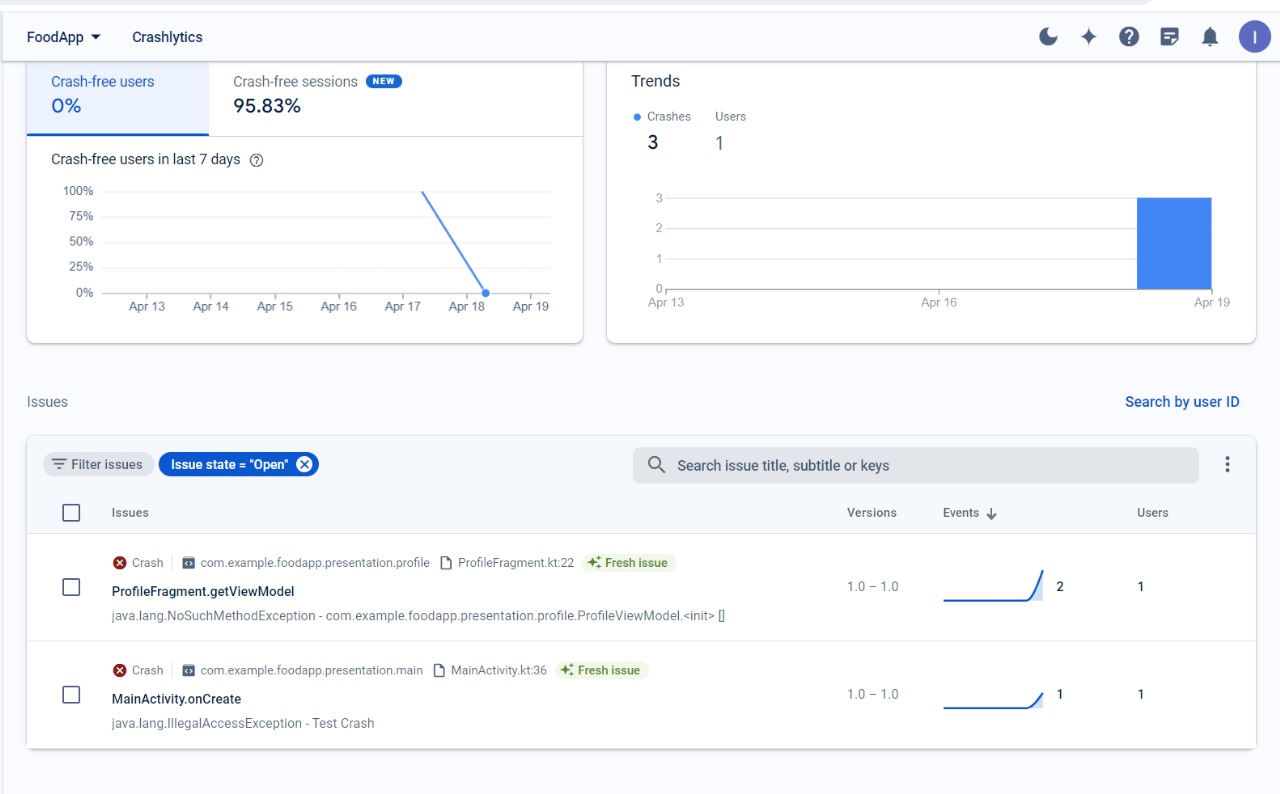 FoodApp Crashlytics I
Crash-free users Crash-free sessions NEW
0% 95.83%
Crash-free users in last 7 days ?
100%
75%
50%
25%
0%
Apr 13 Apr 14 Apr 15 Apr 16 Apr 17 Apr 18 Apr 19
Trends
Crashes Users
3 1
3
2
1
0
Apr 13 Apr 16 Apr 19
Issues Search by user ID
Filter issues Issue state = "Open" Search issue title, subtitle or keys
Issues Versions Events Users
Crash com.example.foodapp.presentation.profile ProfileFragment.kt:22 Fresh issue
ProfileFragment.getViewModel 1.0 – 1.0 2 1
java.lang.NoSuchMethodException - com.example.foodapp.presentation.profile.ProfileViewModel.<init> []
Crash com.example.foodapp.presentation.main MainActivity.kt:36 Fresh issue
MainActivity.onCreate 1.0 – 1.0 1 1
java.lang.IllegalAccessException - Test Crash